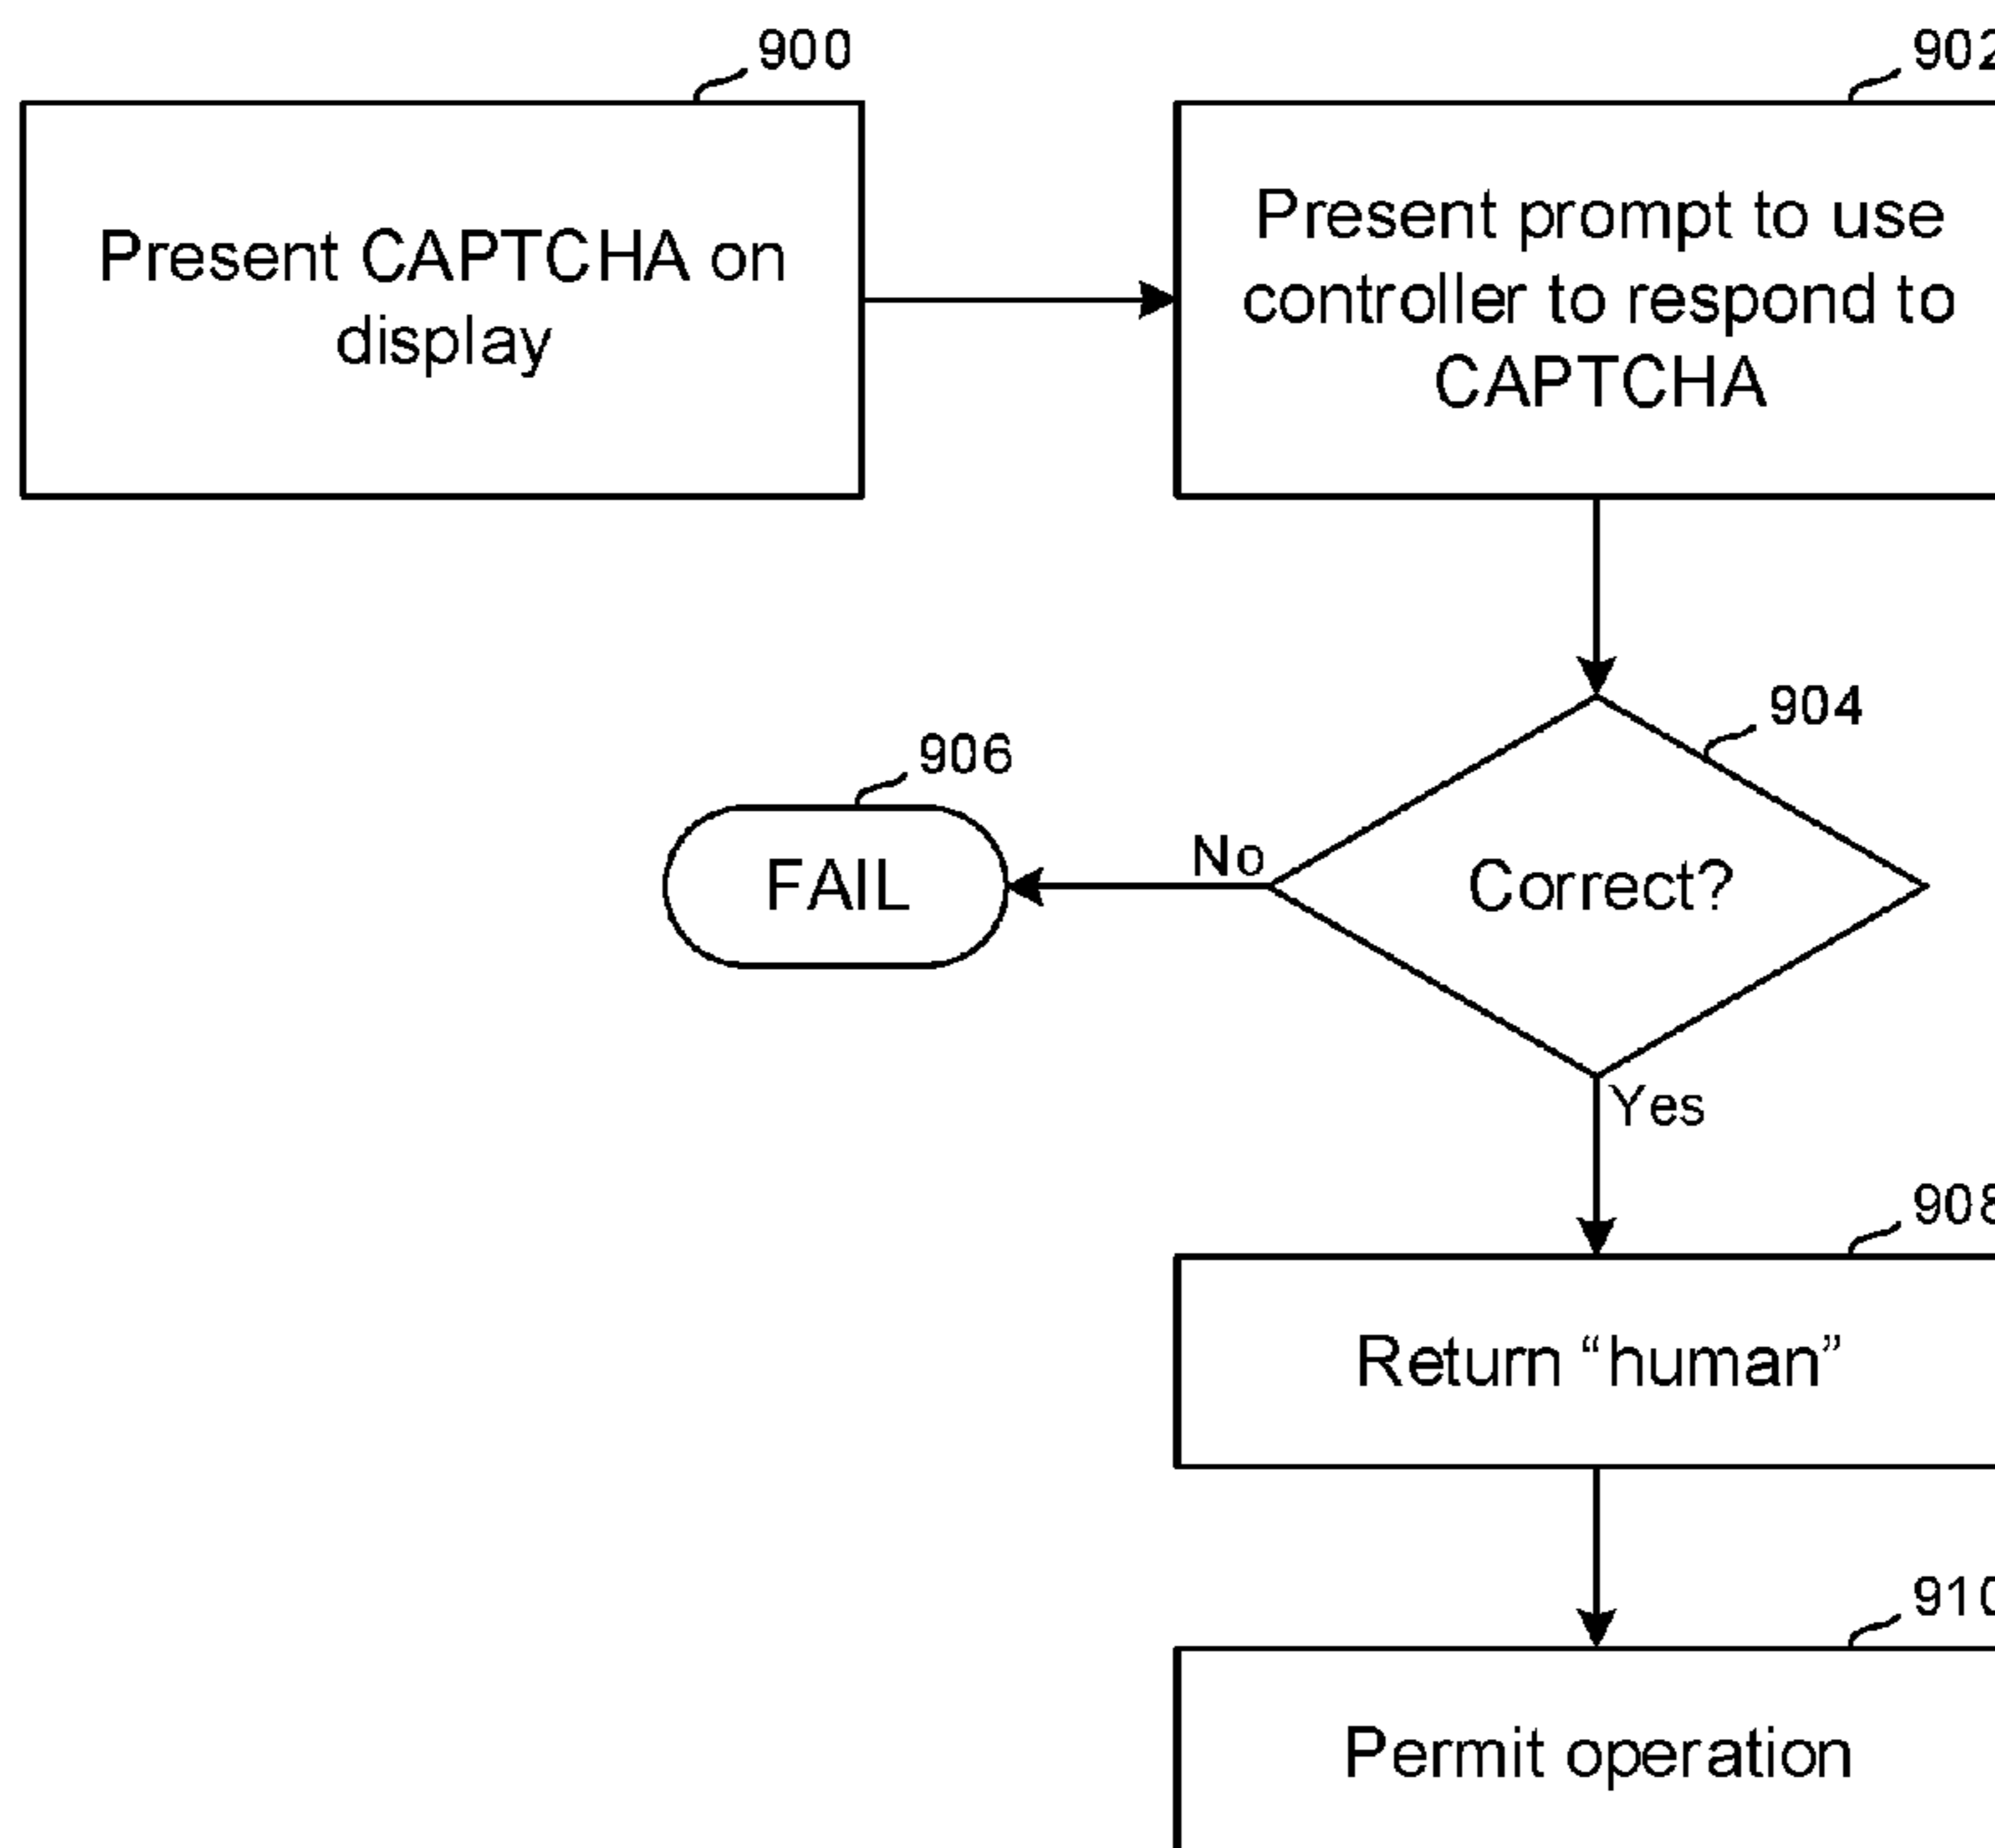 900
Present CAPTCHA on
display
902
Present prompt to use
controller to respond to
CAPTCHA
904
Correct?
No
906
FAIL
Yes
908
Return “human”
910
Permit operation